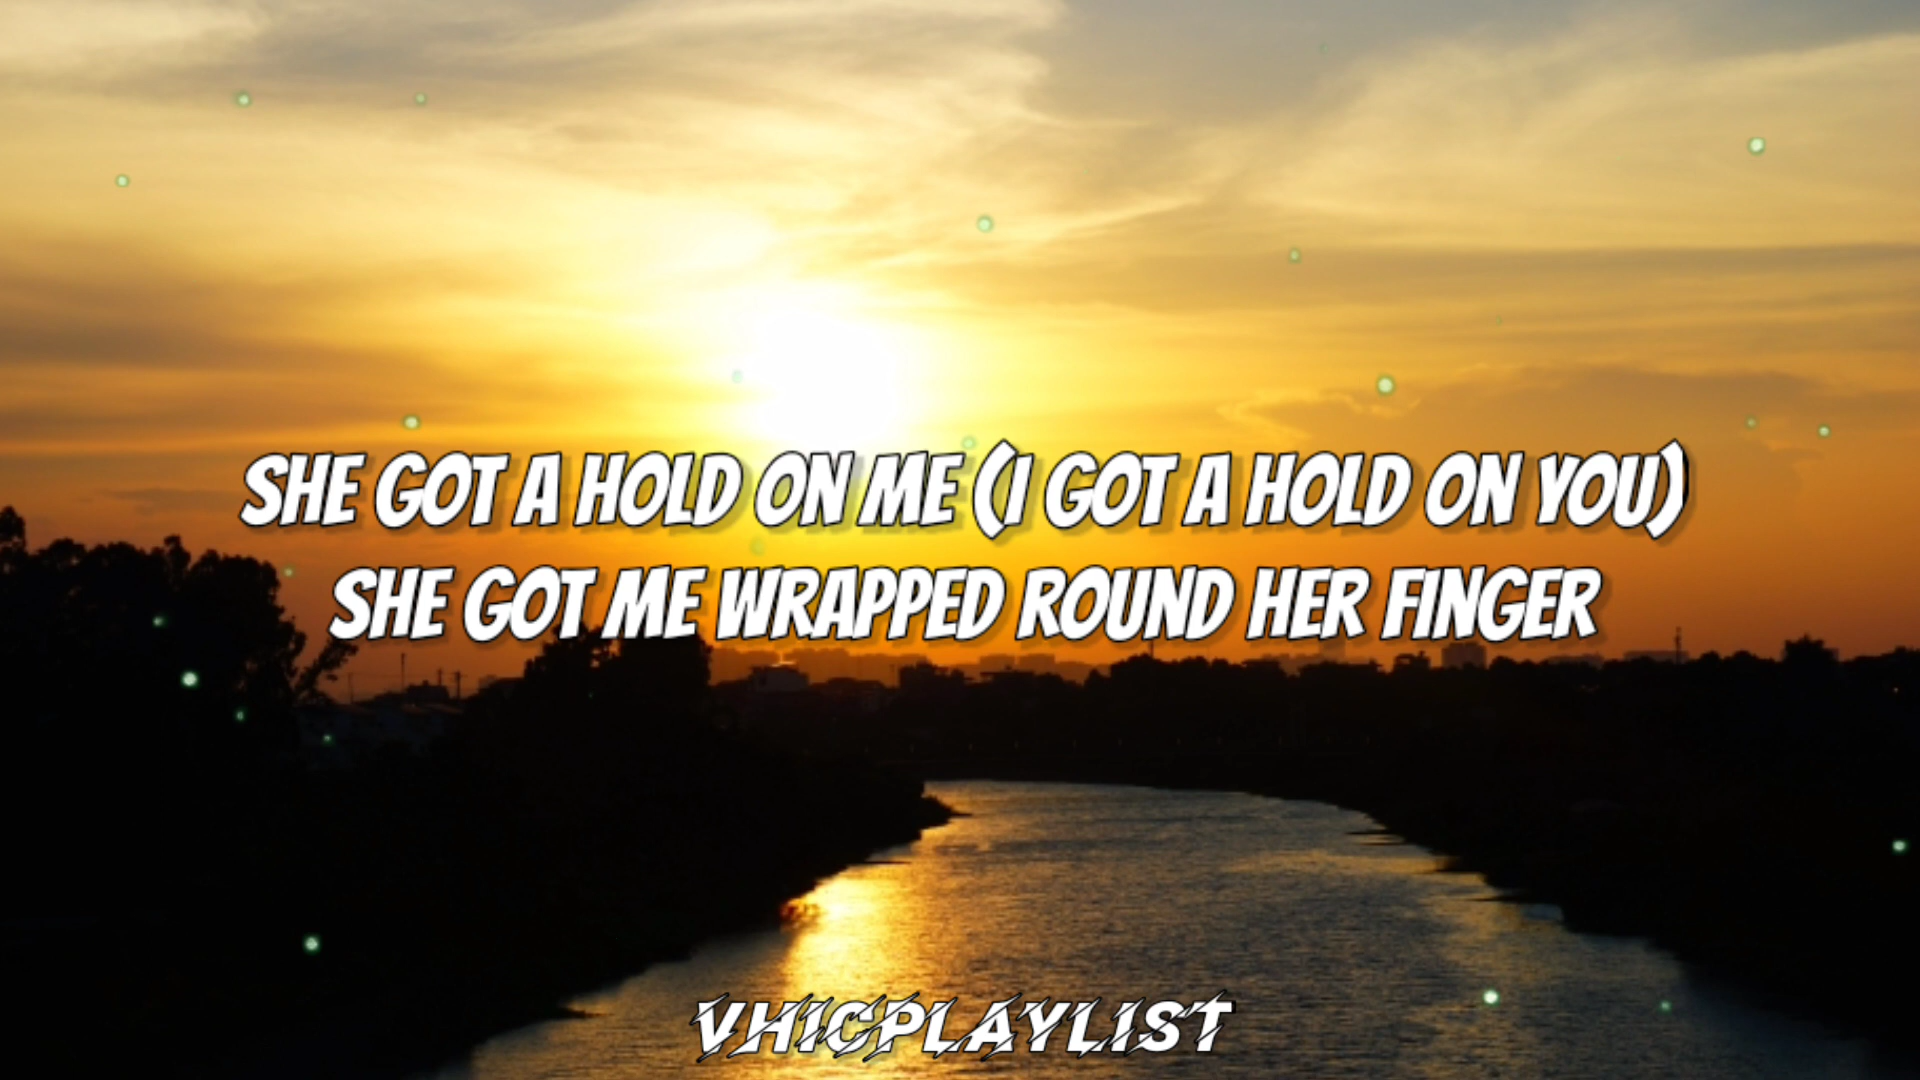 SHE GOT A HOLD ON ME (I GOT A HOLD ON YOU)
SHE GOT ME WRAPPED ROUND HER FINGER
VHICPLAYLIST